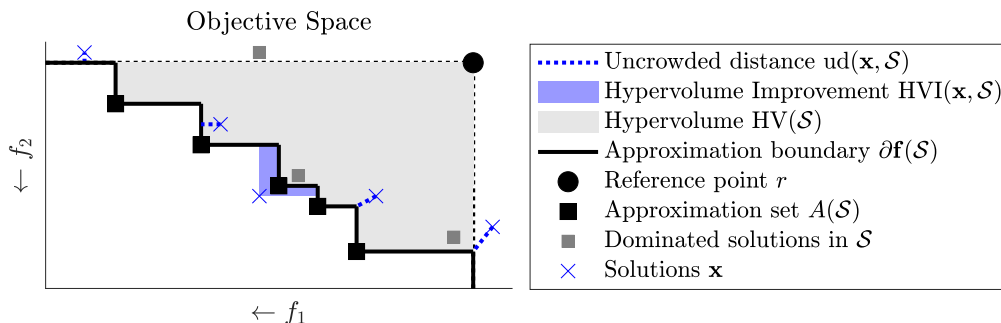 Objective Space
← f₂
← f₁
Uncrowded distance ud(𝐱, 𝒮)
Hypervolume Improvement HVI(𝐱, 𝒮)
Hypervolume HV(𝒮)
Approximation boundary ∂𝐟(𝒮)
Reference point r
Approximation set A(𝒮)
Dominated solutions in 𝒮
Solutions 𝐱